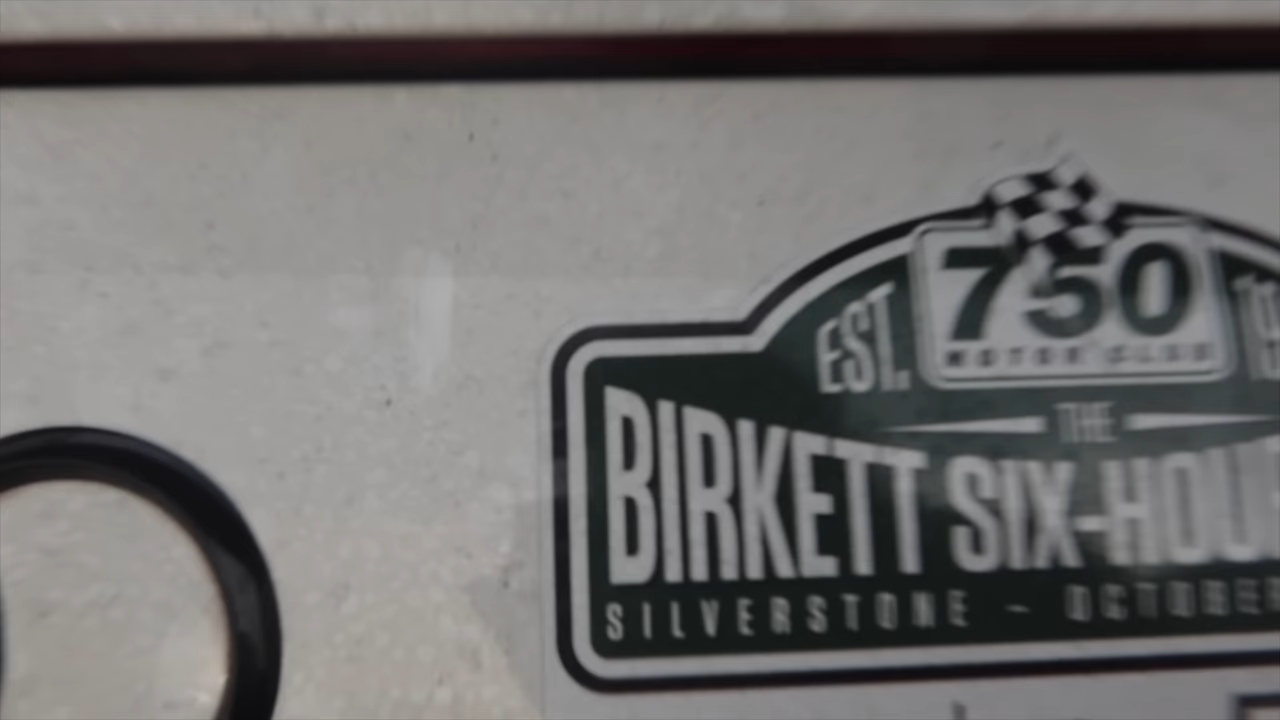 750
EST.
MOTOR CLUB
THE
BIRKETT SIX-HOU
SILVERSTONE - OCTOBER